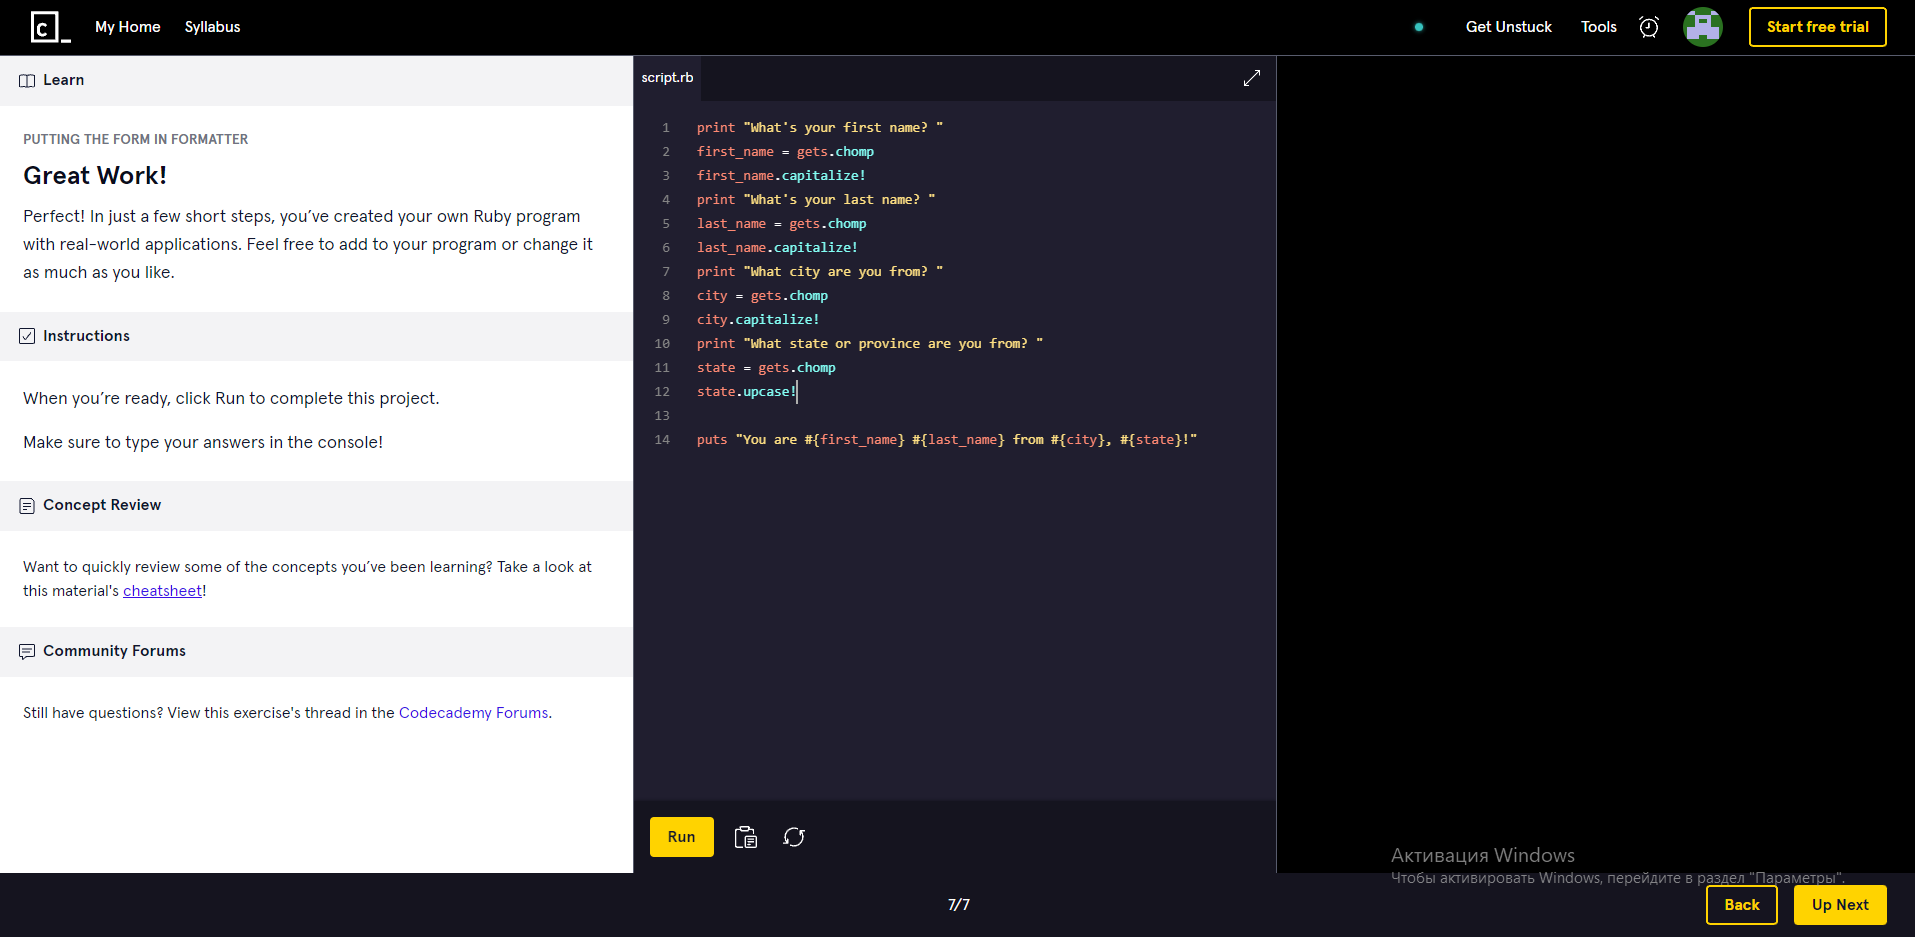 My Home Syllabus Get Unstuck Tools Start free trial
Learn
PUTTING THE FORM IN FORMATTER
Great Work!
Perfect! In just a few short steps, you’ve created your own Ruby program
with real-world applications. Feel free to add to your program or change it
as much as you like.
Instructions
When you’re ready, click Run to complete this project.
Make sure to type your answers in the console!
Concept Review
Want to quickly review some of the concepts you’ve been learning? Take a look at
this material's cheatsheet!
Community Forums
Still have questions? View this exercise's thread in the Codecademy Forums.
script.rb
1 print "What's your first name? "
2 first_name = gets.chomp
3 first_name.capitalize!
4 print "What's your last name? "
5 last_name = gets.chomp
6 last_name.capitalize!
7 print "What city are you from? "
8 city = gets.chomp
9 city.capitalize!
10 print "What state or province are you from? "
11 state = gets.chomp
12 state.upcase!
13
14 puts "You are #{first_name} #{last_name} from #{city}, #{state}!"
Run
Активация Windows
Чтобы активировать Windows, перейдите в раздел "Параметры".
7/7
Back
Up Next